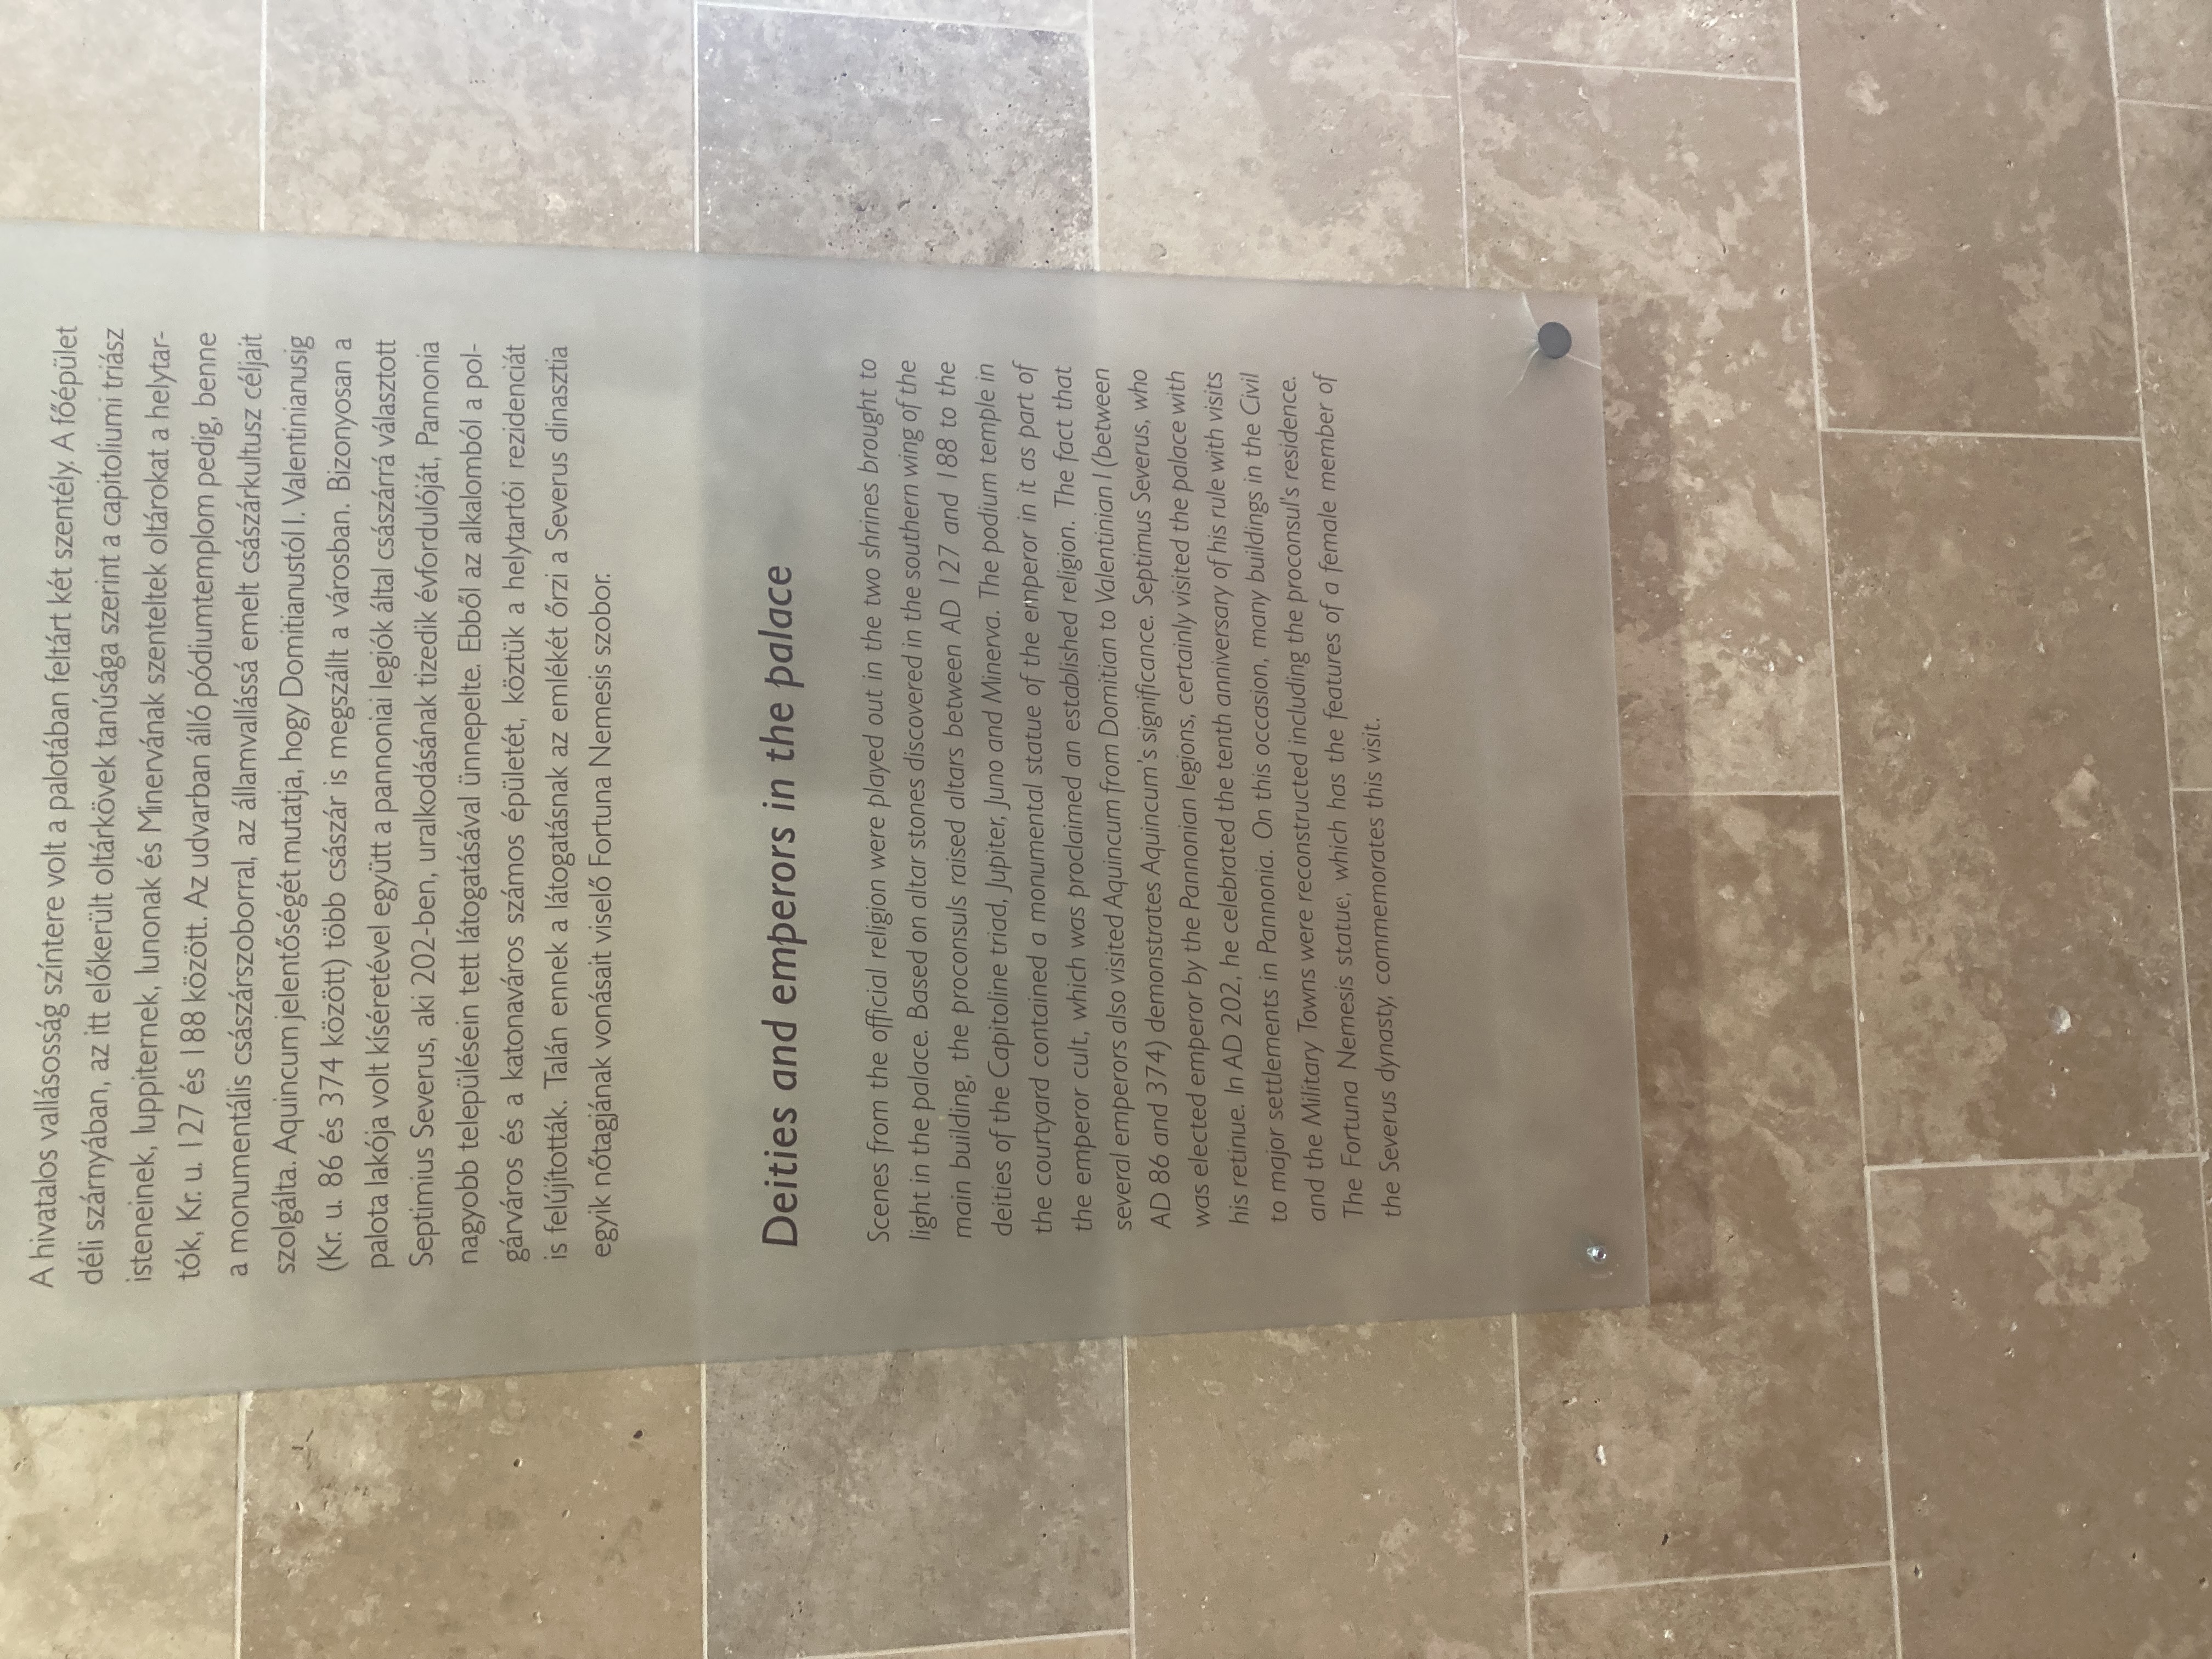 A hivatalos vallásosság színtere volt a palotában feltárt két szentély. A főépület
déli szárnyában, az itt előkerült oltárkövek tanúsága szerint a capitoliumi triász
isteneinek, Iuppiternek, Iunonak és Minervának szenteltek oltárokat a helytar-
tók, Kr. u. 127 és 188 között. Az udvarban álló pódiumtemplom pedig, benne
a monumentális császárszoborral, az államvallássá emelt császárkultusz céljait
szolgálta. Aquincum jelentőségét mutatja, hogy Domitianustól I. Valentinianusig
(Kr. u. 86 és 374 között) több császár is megszállt a városban. Bizonyosan a
palota lakója volt kíséretével együtt a pannoniai legiók által császárrá választott
Septimius Severus, aki 202-ben, uralkodásának tizedik évfordulóját, Pannonia
nagyobb településein tett látogatásával ünnepelte. Ebből az alkalomból a pol-
gárváros és a katonaváros számos épületét, köztük a helytartói rezidenciát
is felújították. Talán ennek a látogatásnak az emlékét őrzi a Severus dinasztia
egyik nőtagjának vonásait viselő Fortuna Nemesis szobor.
Deities and emperors in the palace
Scenes from the official religion were played out in the two shrines brought to
light in the palace. Based on altar stones discovered in the southern wing of the
main building, the proconsuls raised altars between AD 127 and 188 to the
deities of the Capitoline triad, Jupiter, Juno and Minerva. The podium temple in
the courtyard contained a monumental statue of the emperor in it as part of
the emperor cult, which was proclaimed an established religion. The fact that
several emperors also visited Aquincum from Domitian to Valentinian I (between
AD 86 and 374) demonstrates Aquincum's significance. Septimus Severus, who
was elected emperor by the Pannonian legions, certainly visited the palace with
his retinue. In AD 202, he celebrated the tenth anniversary of his rule with visits
to major settlements in Pannonia. On this occasion, many buildings in the Civil
and the Military Towns were reconstructed including the proconsul's residence.
The Fortuna Nemesis statue, which has the features of a female member of
the Severus dynasty, commemorates this visit.